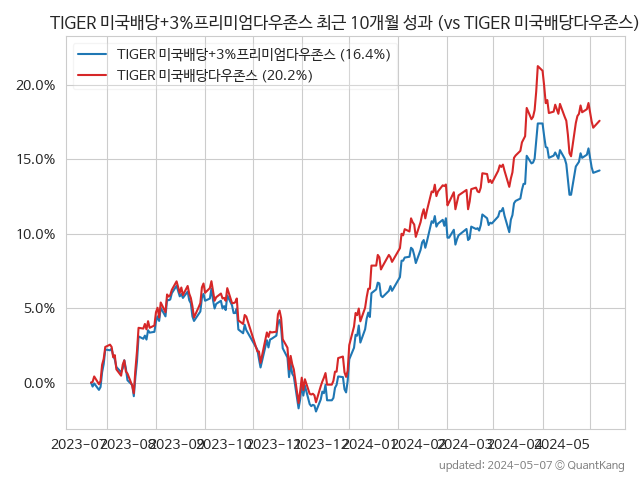 TIGER 미국배당+3%프리미엄다우존스 최근 10개월 성과 (vs TIGER 미국배당다우존스)
TIGER 미국배당+3%프리미엄다우존스 (16.4%)
TIGER 미국배당다우존스 (20.2%)
20.0%
15.0%
10.0%
5.0%
0.0%
2023-07 2023-08 2023-09 2023-10 2023-11 2023-12 2024-01 2024-02 2024-03 2024-04 2024-05
updated: 2024-05-07 © QuantKang